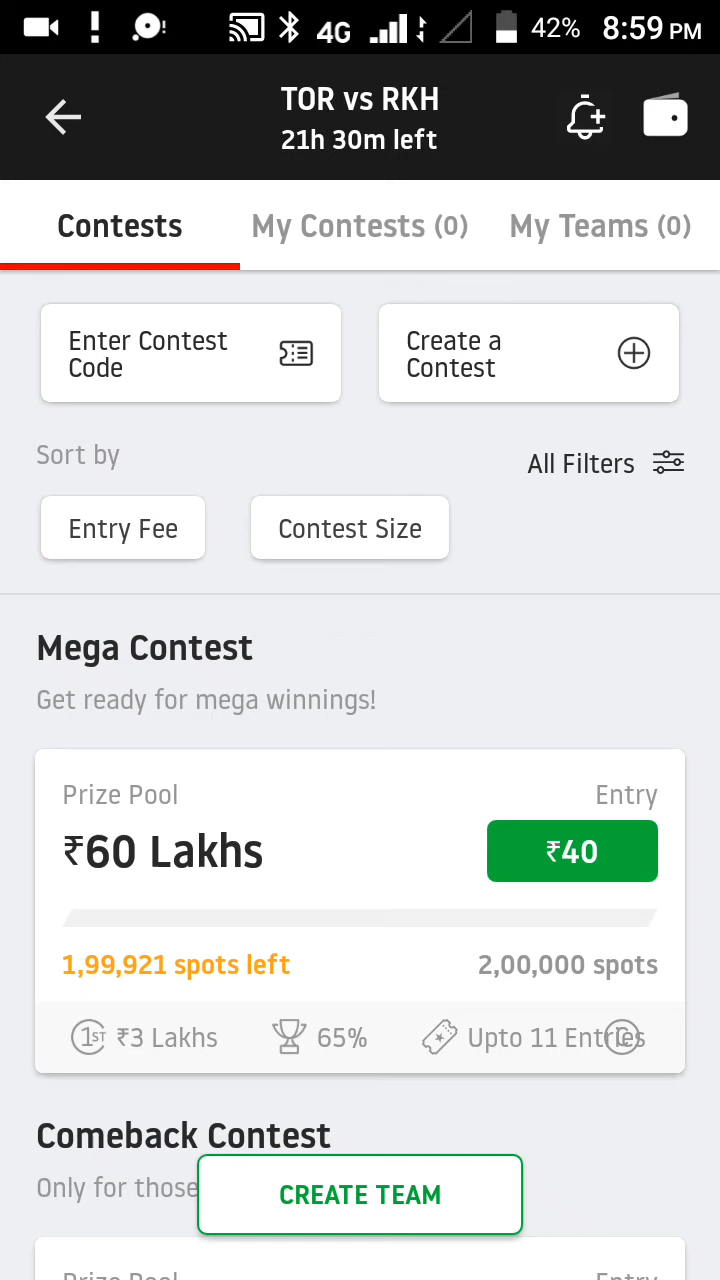 4G 42% 8:59 PM
TOR vs RKH
21h 30m left
Contests My Contests (0) My Teams (0)
Enter Contest
Code
Create a
Contest
Sort by
All Filters
Entry Fee Contest Size
Mega Contest
Get ready for mega winnings!
Prize Pool Entry
₹60 Lakhs ₹40
1,99,921 spots left 2,00,000 spots
1ST ₹3 Lakhs 65% Upto 11 Entries C
Comeback Contest
Only for those
CREATE TEAM
Prize Pool Entry